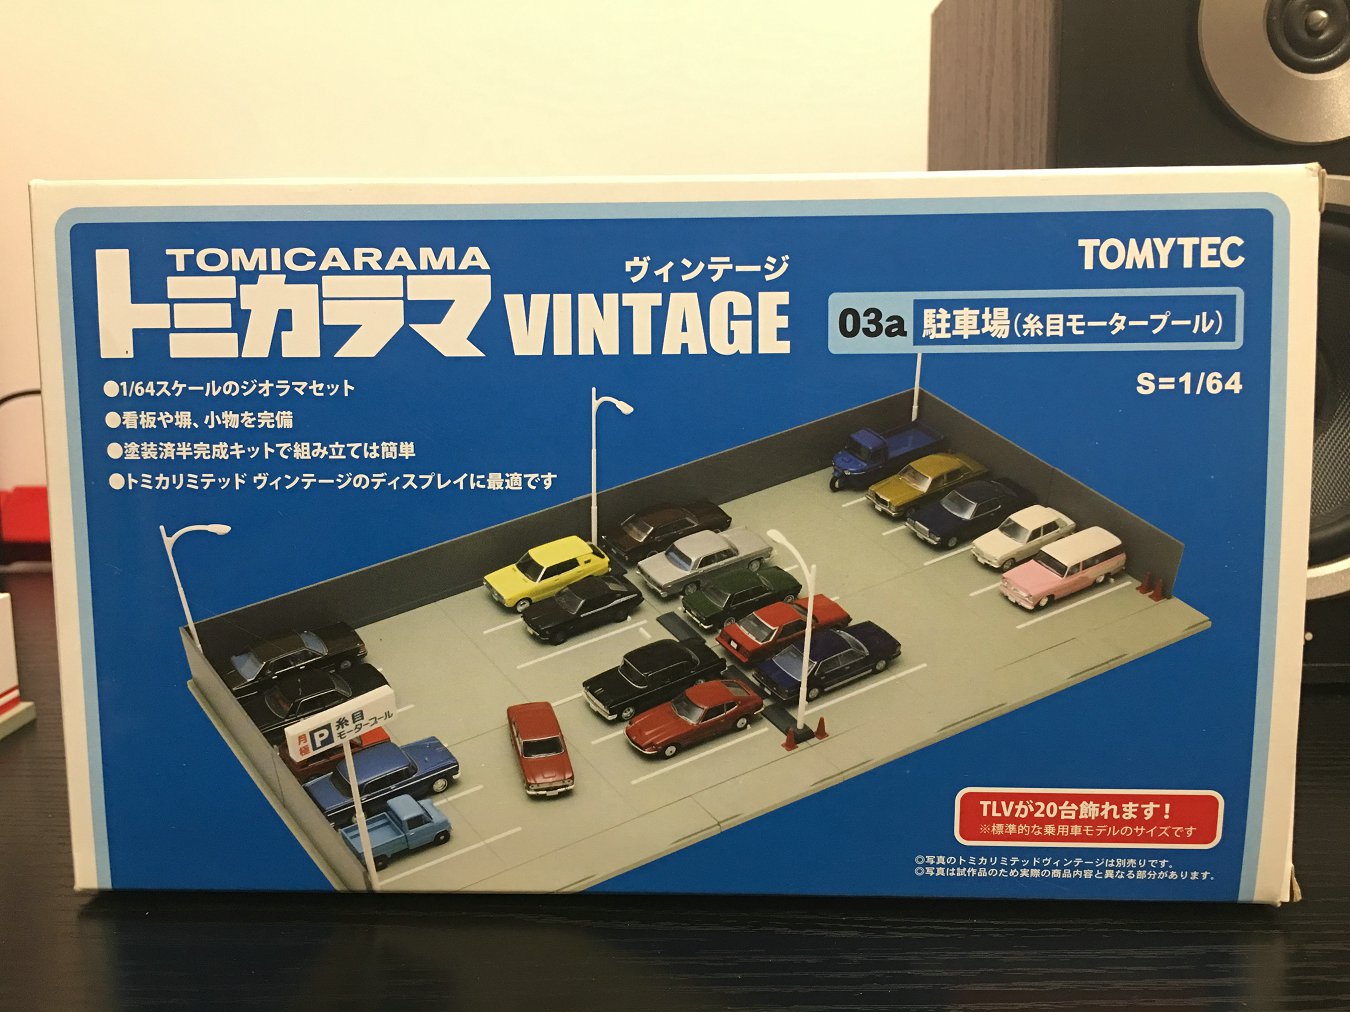 TOMICARAMA
トミカラマ
ヴィンテージ
VINTAGE
TOMYTEC
03a 駐車場(糸目モータープール)
S=1/64
●1/64スケールのジオラマセット
●看板や塀、小物を完備
●塗装済半完成キットで組み立ては簡単
●トミカリミテッド ヴィンテージのディスプレイに最適です
月極 P 糸目
モータープール
TLVが20台飾れます!
※標準的な乗用車モデルのサイズです
◎写真のトミカリミテッドヴィンテージは別売りです。
◎写真は試作品のため実際の商品内容と異なる部分があります。